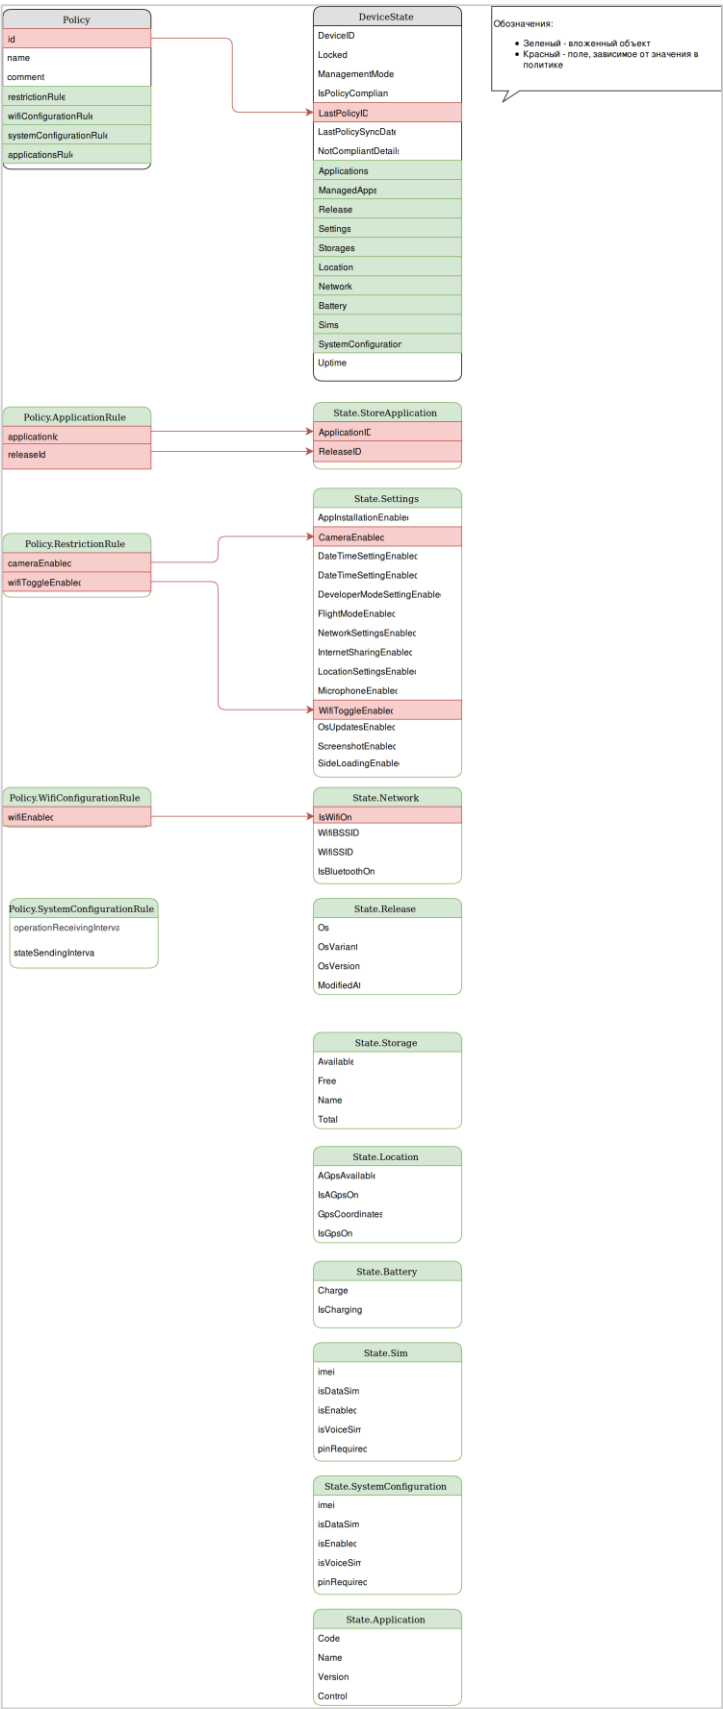 Policy
id
name
comment
restrictionRule
wifiConfigurationRule
systemConfigurationRule
applicationsRule
DeviceState
DeviceID
Locked
ManagementMode
IsPolicyComplian
LastPolicyID
LastPolicySyncDate
NotCompliantDetails
Applications
ManagedApps
Release
Settings
Storages
Location
Network
Battery
Sims
SystemConfiguration
Uptime
Обозначения:
• Зеленый - вложенный объект
• Красный - поле, зависимое от значения в
политике
Policy.ApplicationRule
applicationId
releaseId
State.StoreApplication
ApplicationID
ReleaseID
Policy.RestrictionRule
cameraEnabled
wifiToggleEnabled
State.Settings
AppInstallationEnabled
CameraEnabled
DateTimeSettingEnabled
DateTimeSettingEnabled
DeveloperModeSettingEnable
FlightModeEnabled
NetworkSettingsEnabled
InternetSharingEnabled
LocationSettingsEnabled
MicrophoneEnabled
WifiToggleEnabled
OsUpdatesEnabled
ScreenshotEnabled
SideLoadingEnable
Policy.WifiConfigurationRule
wifiEnabled
State.Network
IsWifiOn
WifiBSSID
WifiSSID
IsBluetoothOn
Policy.SystemConfigurationRule
operationReceivingInterva
stateSendingInterva
State.Release
Os
OsVariant
OsVersion
ModifiedAt
State.Storage
Available
Free
Name
Total
State.Location
AGpsAvailable
IsAGpsOn
GpsCoordinates
IsGpsOn
State.Battery
Charge
IsCharging
State.Sim
imei
isDataSim
isEnabled
isVoiceSim
pinRequired
State.SystemConfiguration
imei
isDataSim
isEnabled
isVoiceSim
pinRequired
State.Application
Code
Name
Version
Control